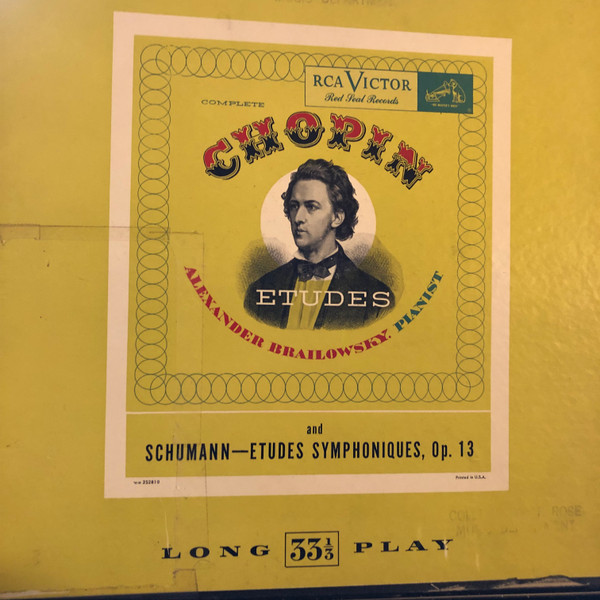 RCA VICTOR
Red Seal Records
COMPLETE
CHOPIN
ETUDES
ALEXANDER BRAILOWSKY, PIANIST
and
SCHUMANN—ETUDES SYMPHONIQUES, Op. 13
Printed in U.S.A.
LONG 33⅓ PLAY